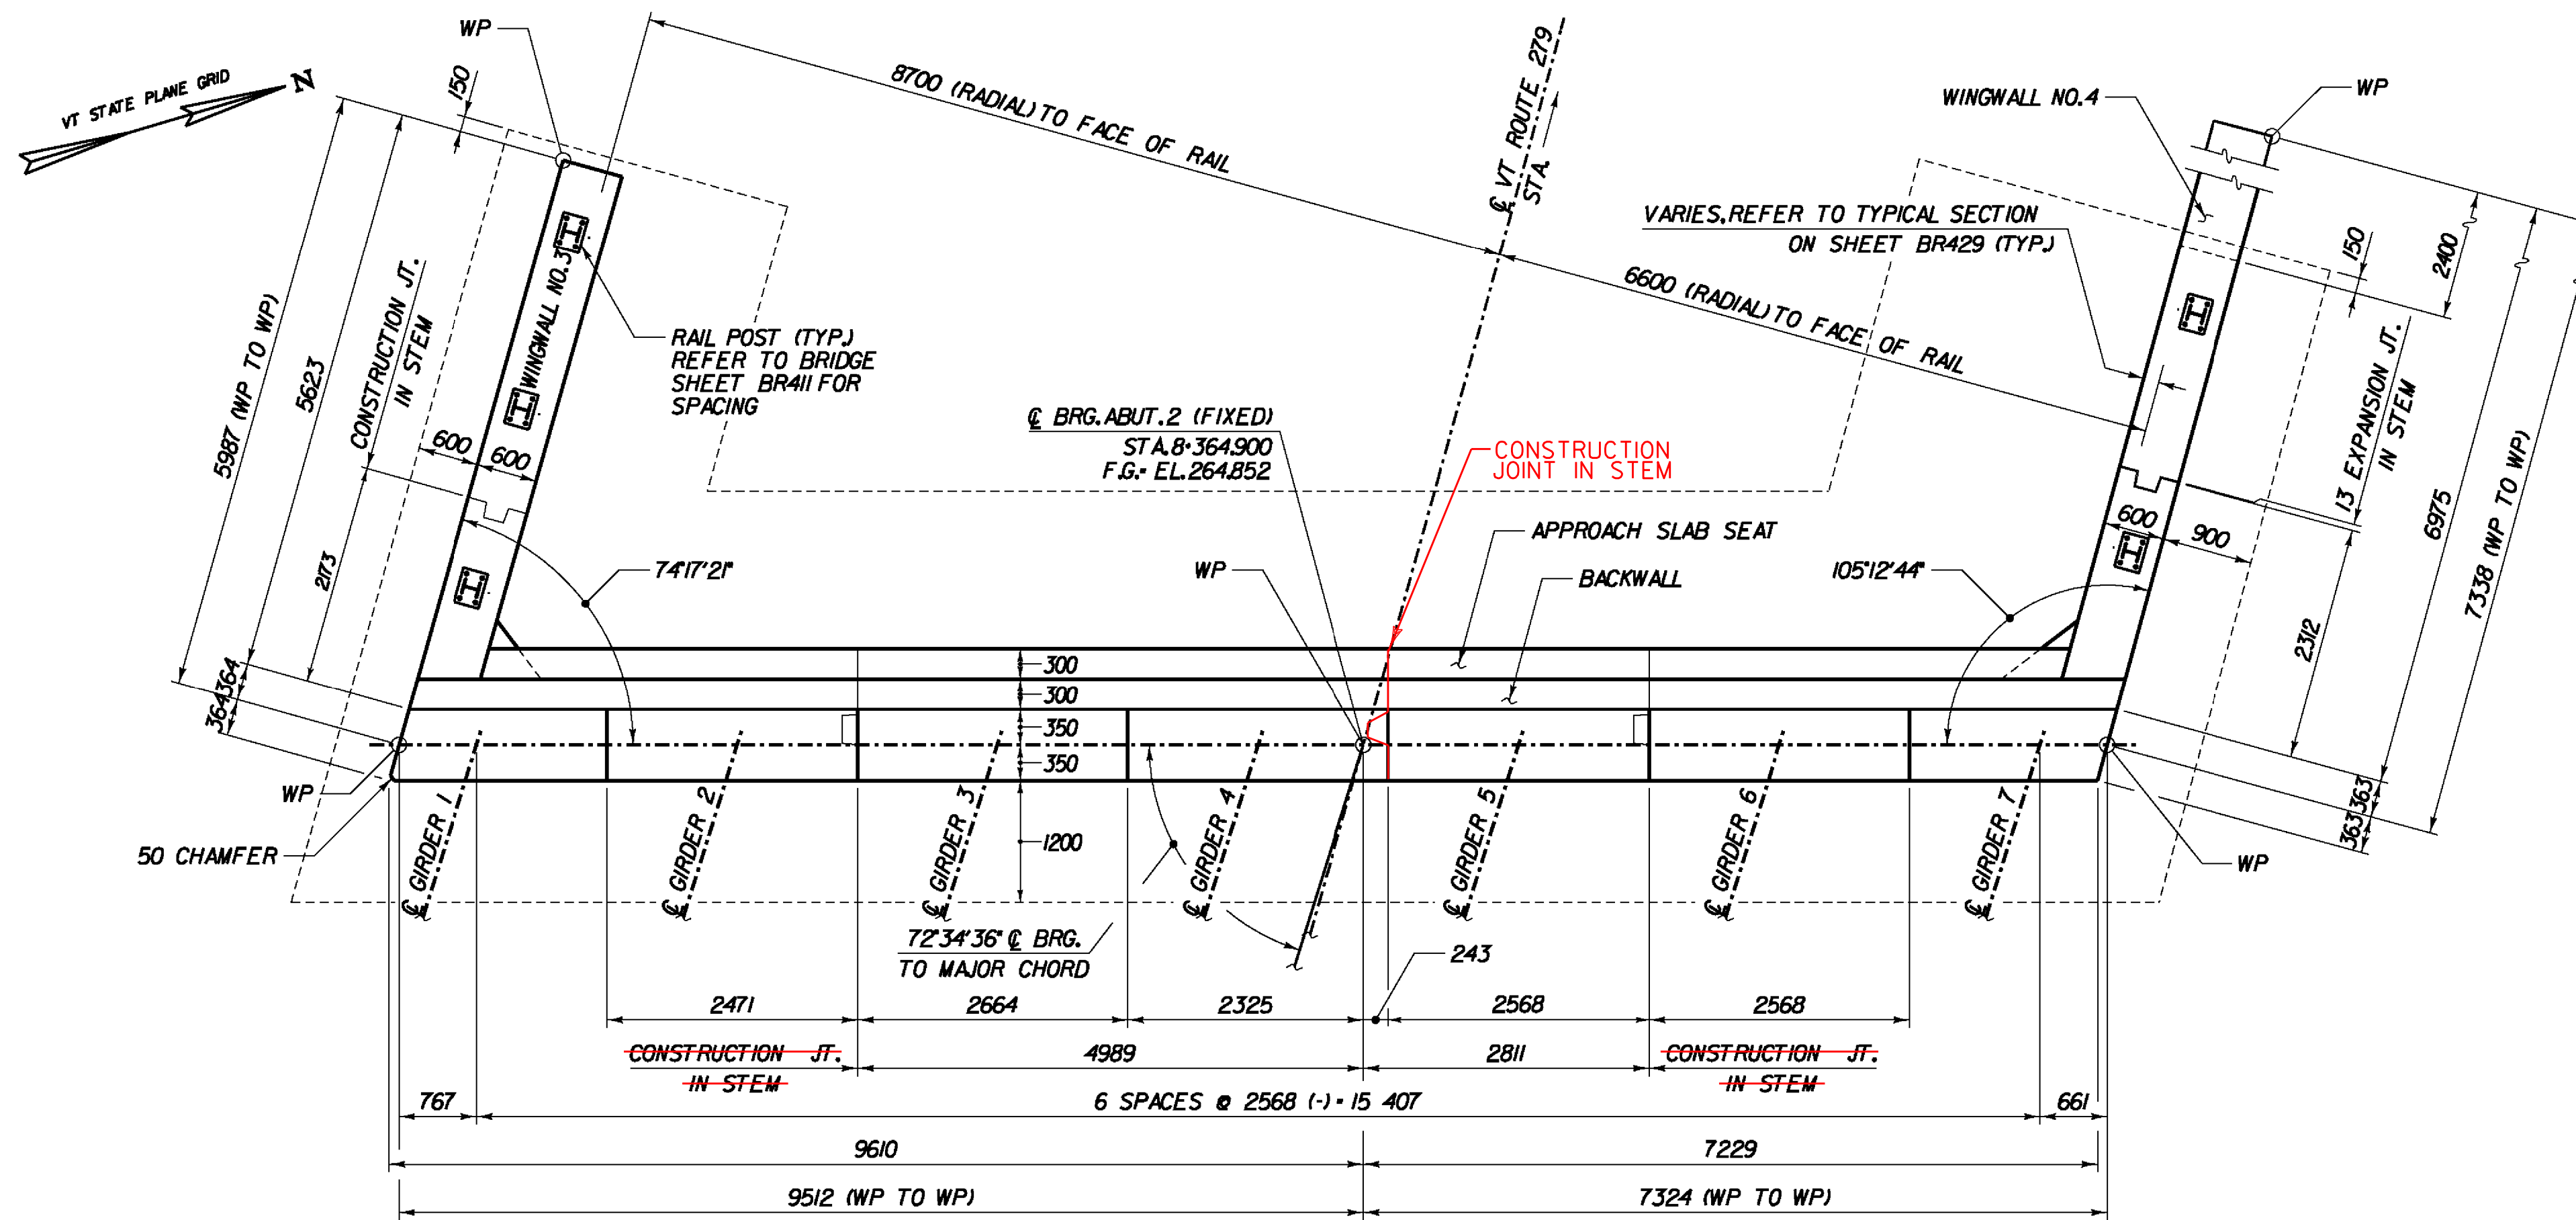 WP
VT STATE PLANE GRID
N
150
8700 (RADIAL) TO FACE OF RAIL
℄ VT ROUTE 279
STA.
WINGWALL NO.4
WP
5987 (WP TO WP)
5623
CONSTRUCTION JT.
IN STEM
WINGWALL NO.3
600
600
RAIL POST (TYP.)
REFER TO BRIDGE
SHEET BR411 FOR
SPACING
VARIES, REFER TO TYPICAL SECTION
ON SHEET BR429 (TYP.)
6600 (RADIAL) TO FACE OF RAIL
150
2400
13 EXPANSION JT.
IN STEM
6975
7338 (WP TO WP)
℄ BRG. ABUT. 2 (FIXED)
STA. 8+364.900
F.G.= EL. 264.852
CONSTRUCTION
JOINT IN STEM
2173
74°17'21"
WP
APPROACH SLAB SEAT
BACKWALL
105°12'44"
600
900
2312
364
364
300
300
350
350
1200
363
363
WP
50 CHAMFER
WP
℄ GIRDER 1
℄ GIRDER 2
℄ GIRDER 3
℄ GIRDER 4
℄ GIRDER 5
℄ GIRDER 6
℄ GIRDER 7
72°34'36" ℄ BRG.
TO MAJOR CHORD
243
2471
2664
2325
2568
2568
CONSTRUCTION JT.
IN STEM
4989
2811
CONSTRUCTION JT.
IN STEM
767
6 SPACES @ 2568 (-) = 15 407
661
9610
7229
9512 (WP TO WP)
7324 (WP TO WP)